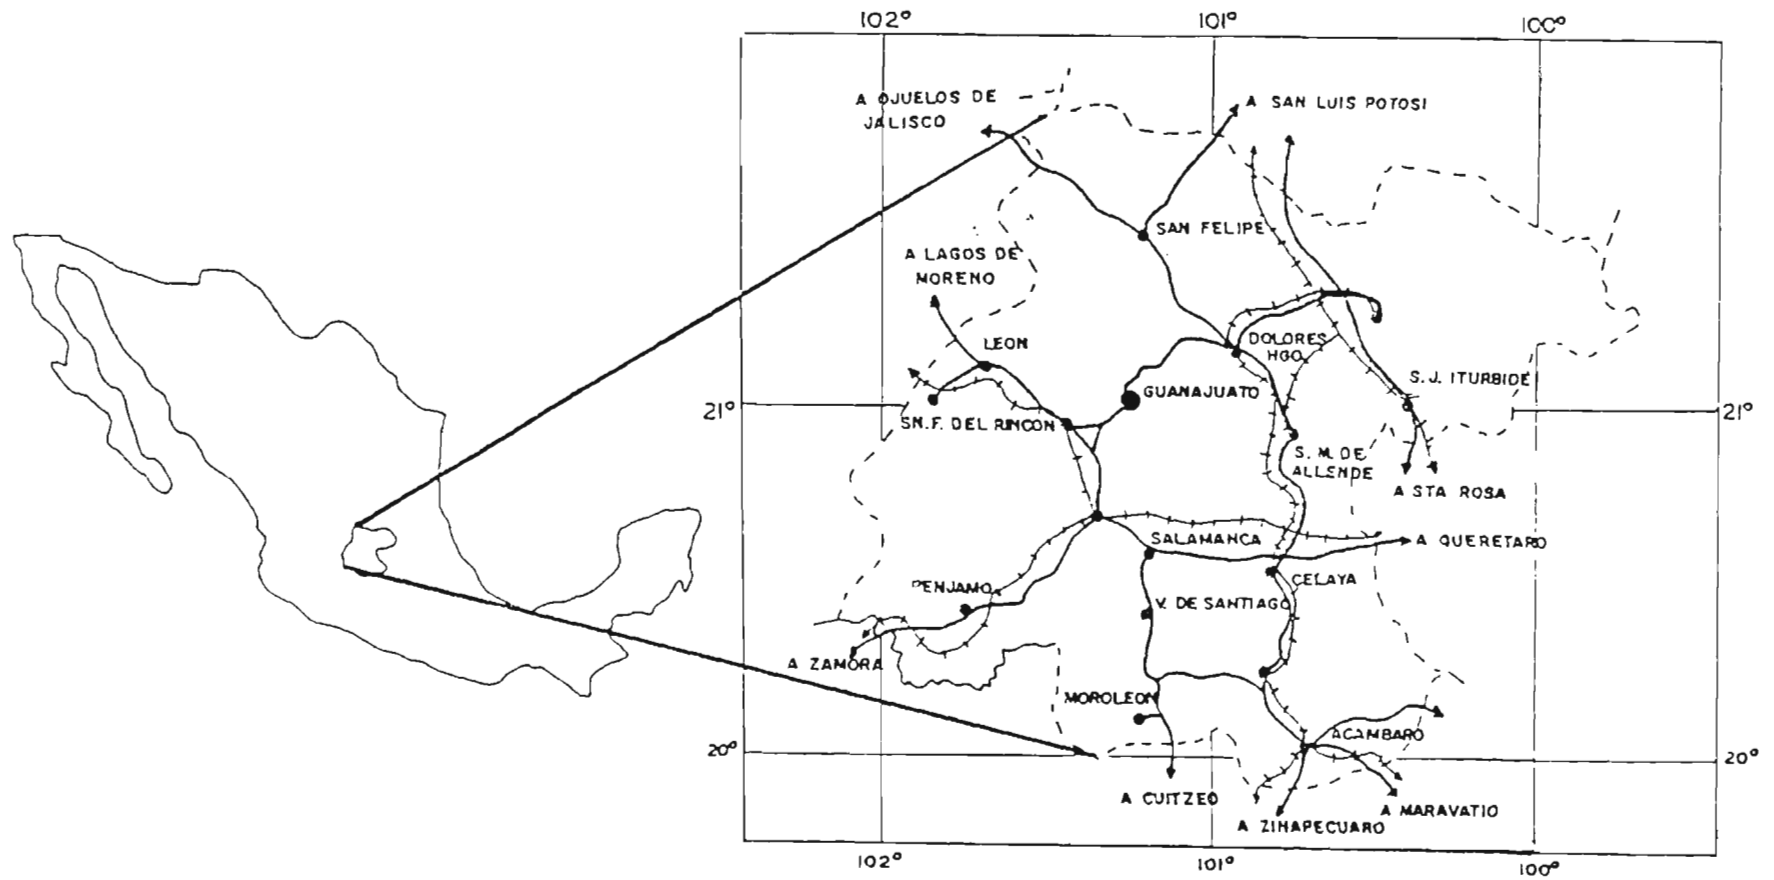 102° 101° 100°
A OJUELOS DE
JALISCO
A SAN LUIS POTOSI
SAN FELIPE
A LAGOS DE
MORENO
LEON
DOLORES
HGO.
S.J. ITURBIDE
GUANAJUATO
21° 21°
SN. F. DEL RINCON
S. M. DE
ALLENDE
A STA ROSA
SALAMANCA
A QUERETARO
PENJAMO
CELAYA
V. DE SANTIAGO
A ZAMORA
MOROLEON
ACAMBARO
20° 20°
A CUITZEO
A MARAVATIO
A ZINAPECUARO
102° 101° 100°